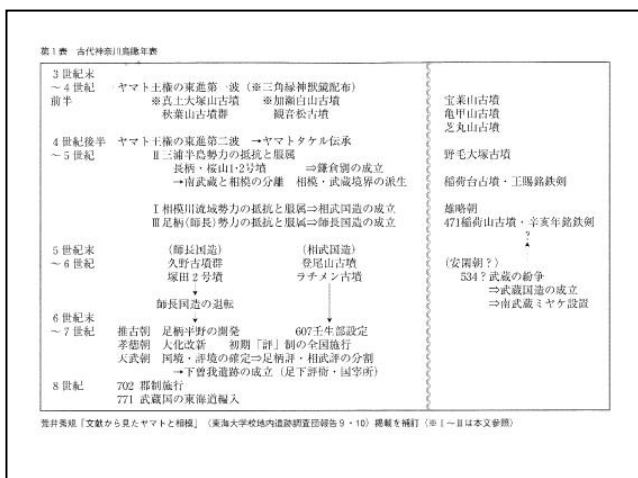 第1表 古代神奈川鳥瞰年表
3世紀末
～4世紀 ヤマト王権の東進第一波 (※三角縁神獣鏡配布) 宝莱山古墳
前半 ※真土大塚山古墳 ※加瀬白山古墳 亀甲山古墳
秋葉山古墳群 観音松古墳 芝丸山古墳
4世紀後半 ヤマト王権の東進第二波 →ヤマトタケル伝承
～5世紀 Ⅱ三浦半島勢力の抵抗と服属 野毛大塚古墳
長柄・桜山1・2号墳 ⇒鎌倉別の成立
→南武蔵と相模の分離 相模・武蔵境界の派生 稲荷台古墳・王賜銘鉄剣
Ⅰ相模川流域勢力の抵抗と服属⇒相武国造の成立 雄略朝
Ⅲ足柄(師長)勢力の抵抗と服属⇒師長国造の成立 471稲荷山古墳・辛亥年銘鉄剣
?
5世紀末 (師長国造) (相武国造) (安閑朝?)
～6世紀 久野古墳群 登尾山古墳 534?武蔵の紛争
塚田2号墳 ラチメン古墳 ⇒武蔵国造の成立
⇒南武蔵ミヤケ設置
師長国造の退転
6世紀末
～7世紀 推古朝 足柄平野の開発 607壬生部設定
孝徳朝 大化改新 初期「評」制の全国施行
天武朝 国境・評境の確定⇒足柄評・相武評の分割
→下曽我遺跡の成立 (足下評衙・国宰所)
8世紀 702 郡制施行
771 武蔵国の東海道編入
荒井秀規「文献から見たヤマトと相模」(東海大学校地内遺跡調査団報告9・10) 掲載を補訂 (※Ⅰ～Ⅲは本文参照)